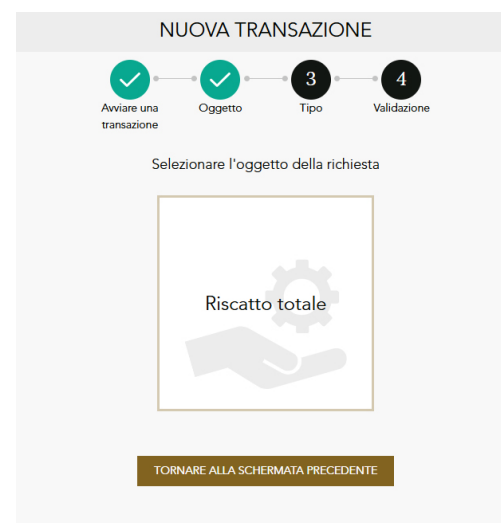 NUOVA TRANSAZIONE
3 4
Avviare una Oggetto Tipo Validazione
transazione
Selezionare l'oggetto della richiesta
Riscatto totale
TORNARE ALLA SCHERMATA PRECEDENTE